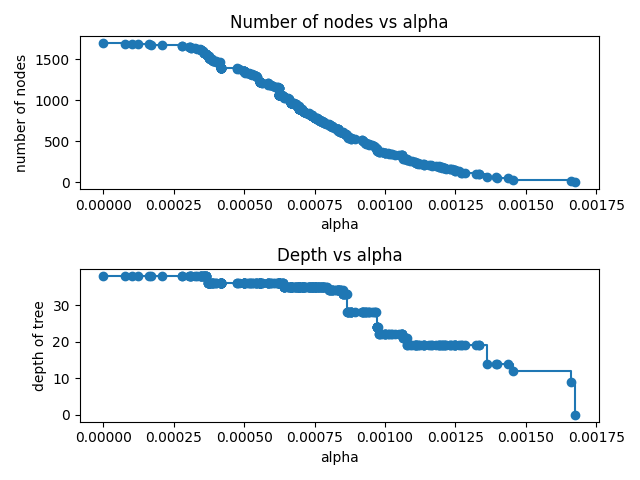 Number of nodes vs alpha
number of nodes
1500
1000
500
0
0.00000 0.00025 0.00050 0.00075 0.00100 0.00125 0.00150 0.00175
alpha
Depth vs alpha
depth of tree
30
20
10
0
0.00000 0.00025 0.00050 0.00075 0.00100 0.00125 0.00150 0.00175
alpha